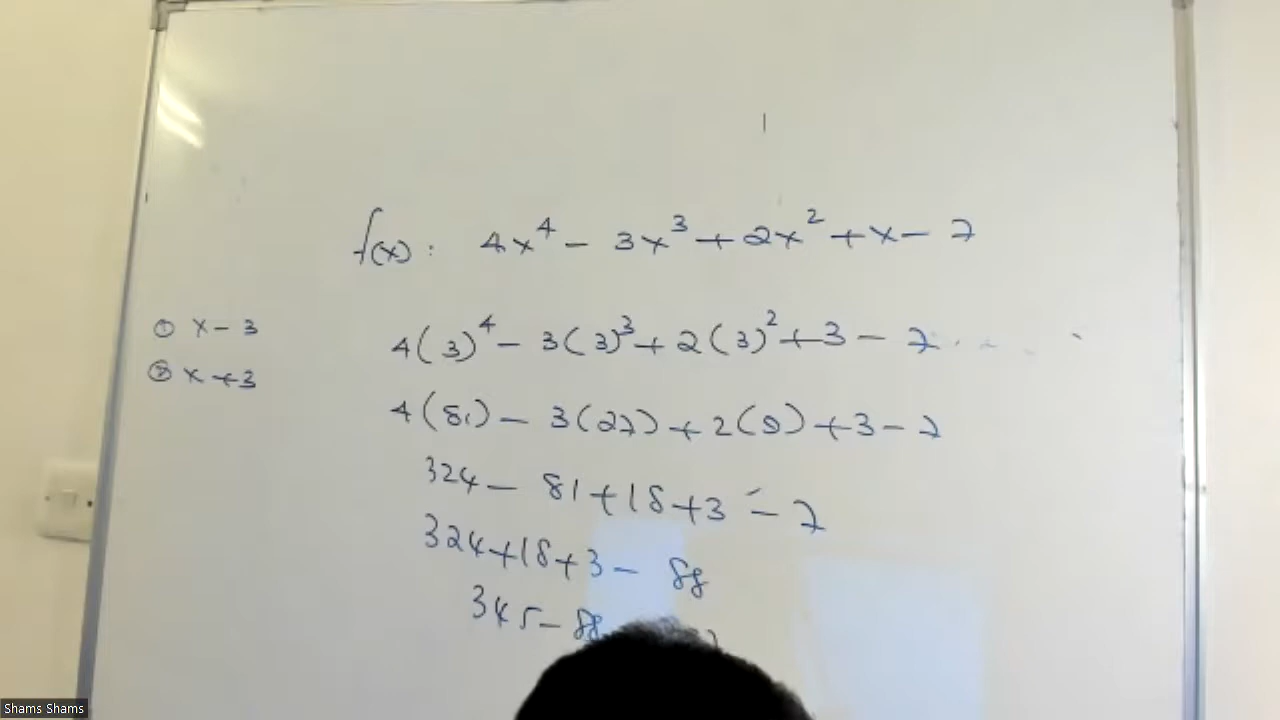 f(x) : 4x⁴ − 3x³ + 2x² + x − 7
① x − 3
4(3)⁴ − 3(3)³ + 2(3)² + 3 − 7
② x + 3
4(81) − 3(27) + 2(9) + 3 − 7
324 − 81 + 18 + 3 − 7
324 + 18 + 3 − 88
345 − 88
Shams Shams